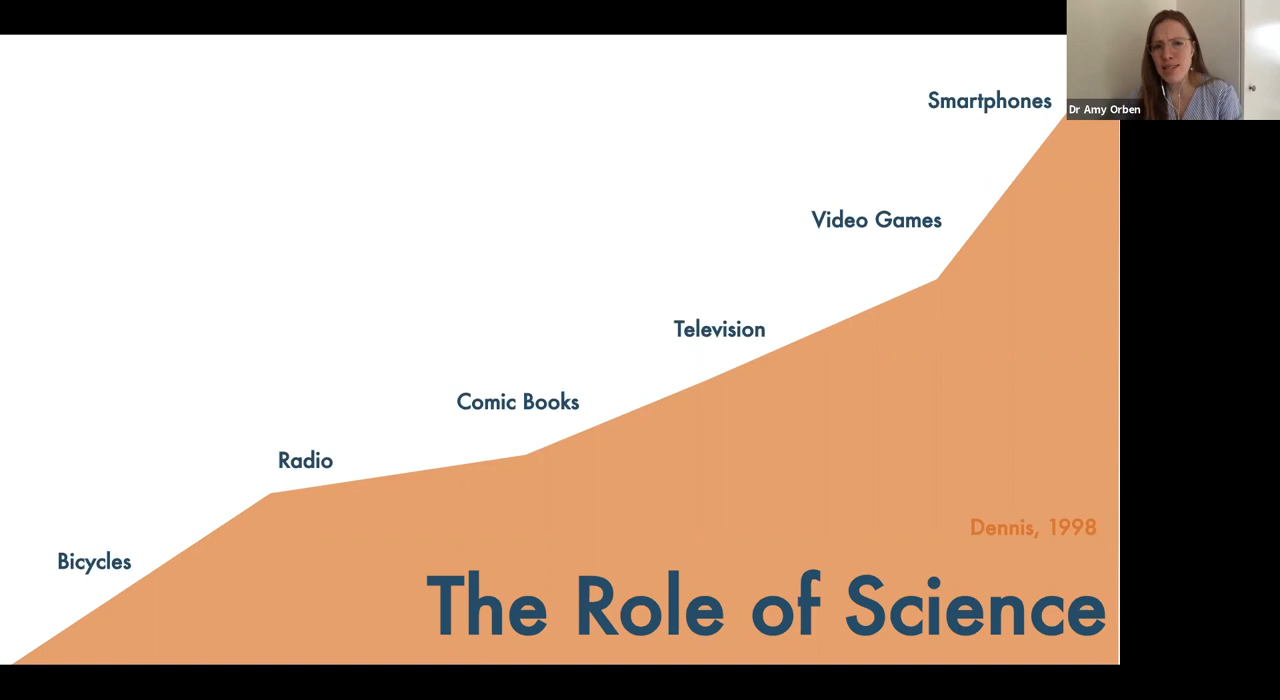 Smartphones
Dr Amy Orben
Video Games
Television
Comic Books
Radio
Bicycles
Dennis, 1998
The Role of Science